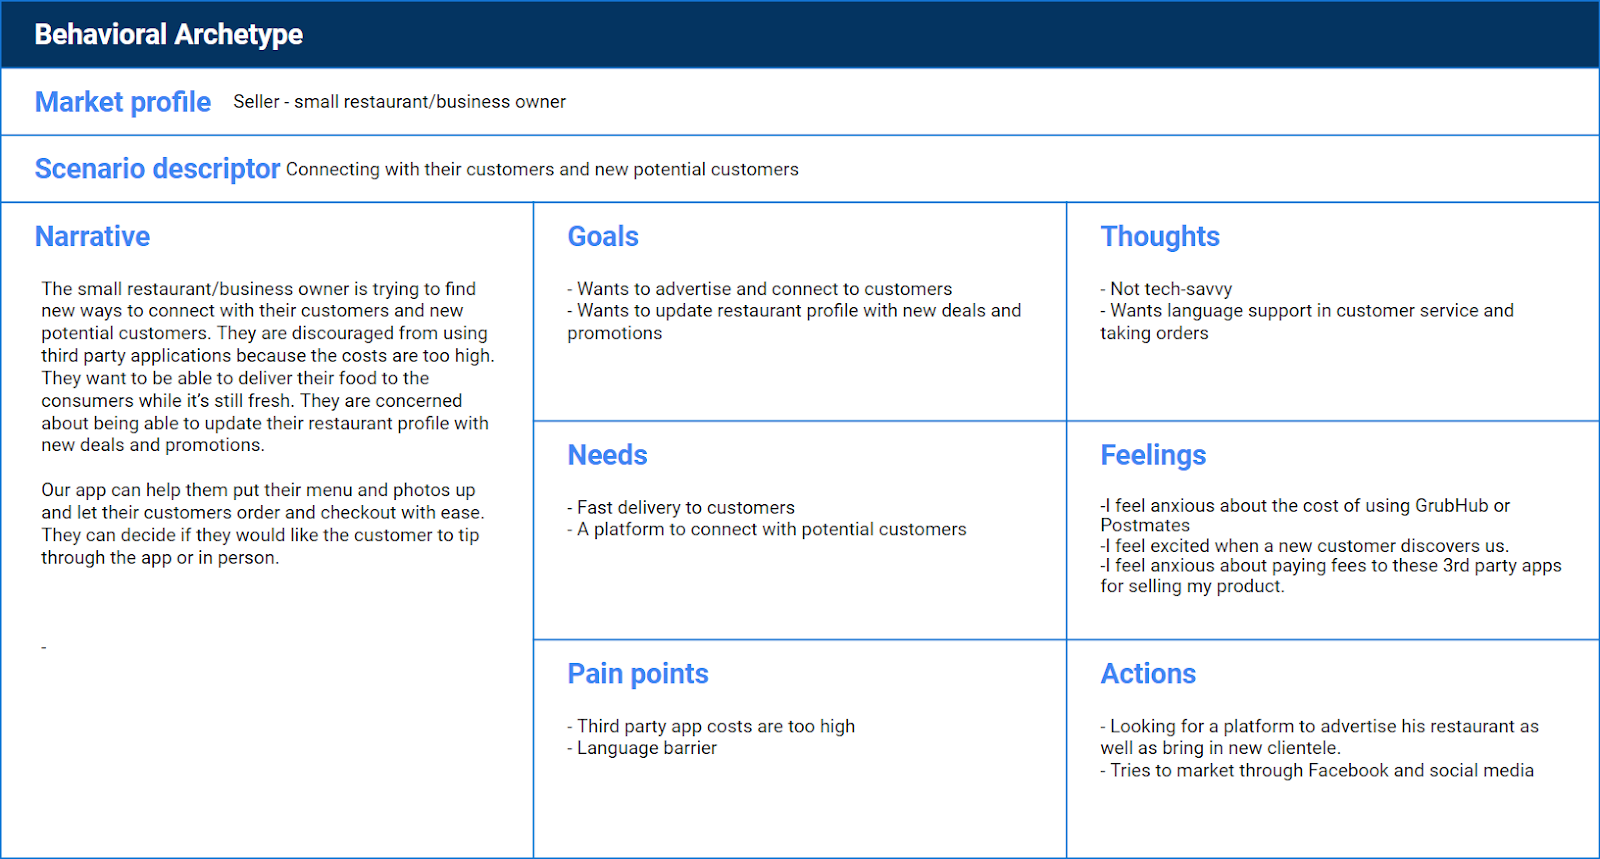 Behavioral Archetype
Market profile Seller - small restaurant/business owner
Scenario descriptor Connecting with their customers and new potential customers
Narrative
The small restaurant/business owner is trying to find
new ways to connect with their customers and new
potential customers. They are discouraged from using
third party applications because the costs are too high.
They want to be able to deliver their food to the
consumers while it’s still fresh. They are concerned
about being able to update their restaurant profile with
new deals and promotions.
Our app can help them put their menu and photos up
and let their customers order and checkout with ease.
They can decide if they would like the customer to tip
through the app or in person.
-
Goals
- Wants to advertise and connect to customers
- Wants to update restaurant profile with new deals and
promotions
Thoughts
- Not tech-savvy
- Wants language support in customer service and
taking orders
Needs
- Fast delivery to customers
- A platform to connect with potential customers
Feelings
-I feel anxious about the cost of using GrubHub or
Postmates
-I feel excited when a new customer discovers us.
-I feel anxious about paying fees to these 3rd party apps
for selling my product.
Pain points
- Third party app costs are too high
- Language barrier
Actions
- Looking for a platform to advertise his restaurant as
well as bring in new clientele.
- Tries to market through Facebook and social media